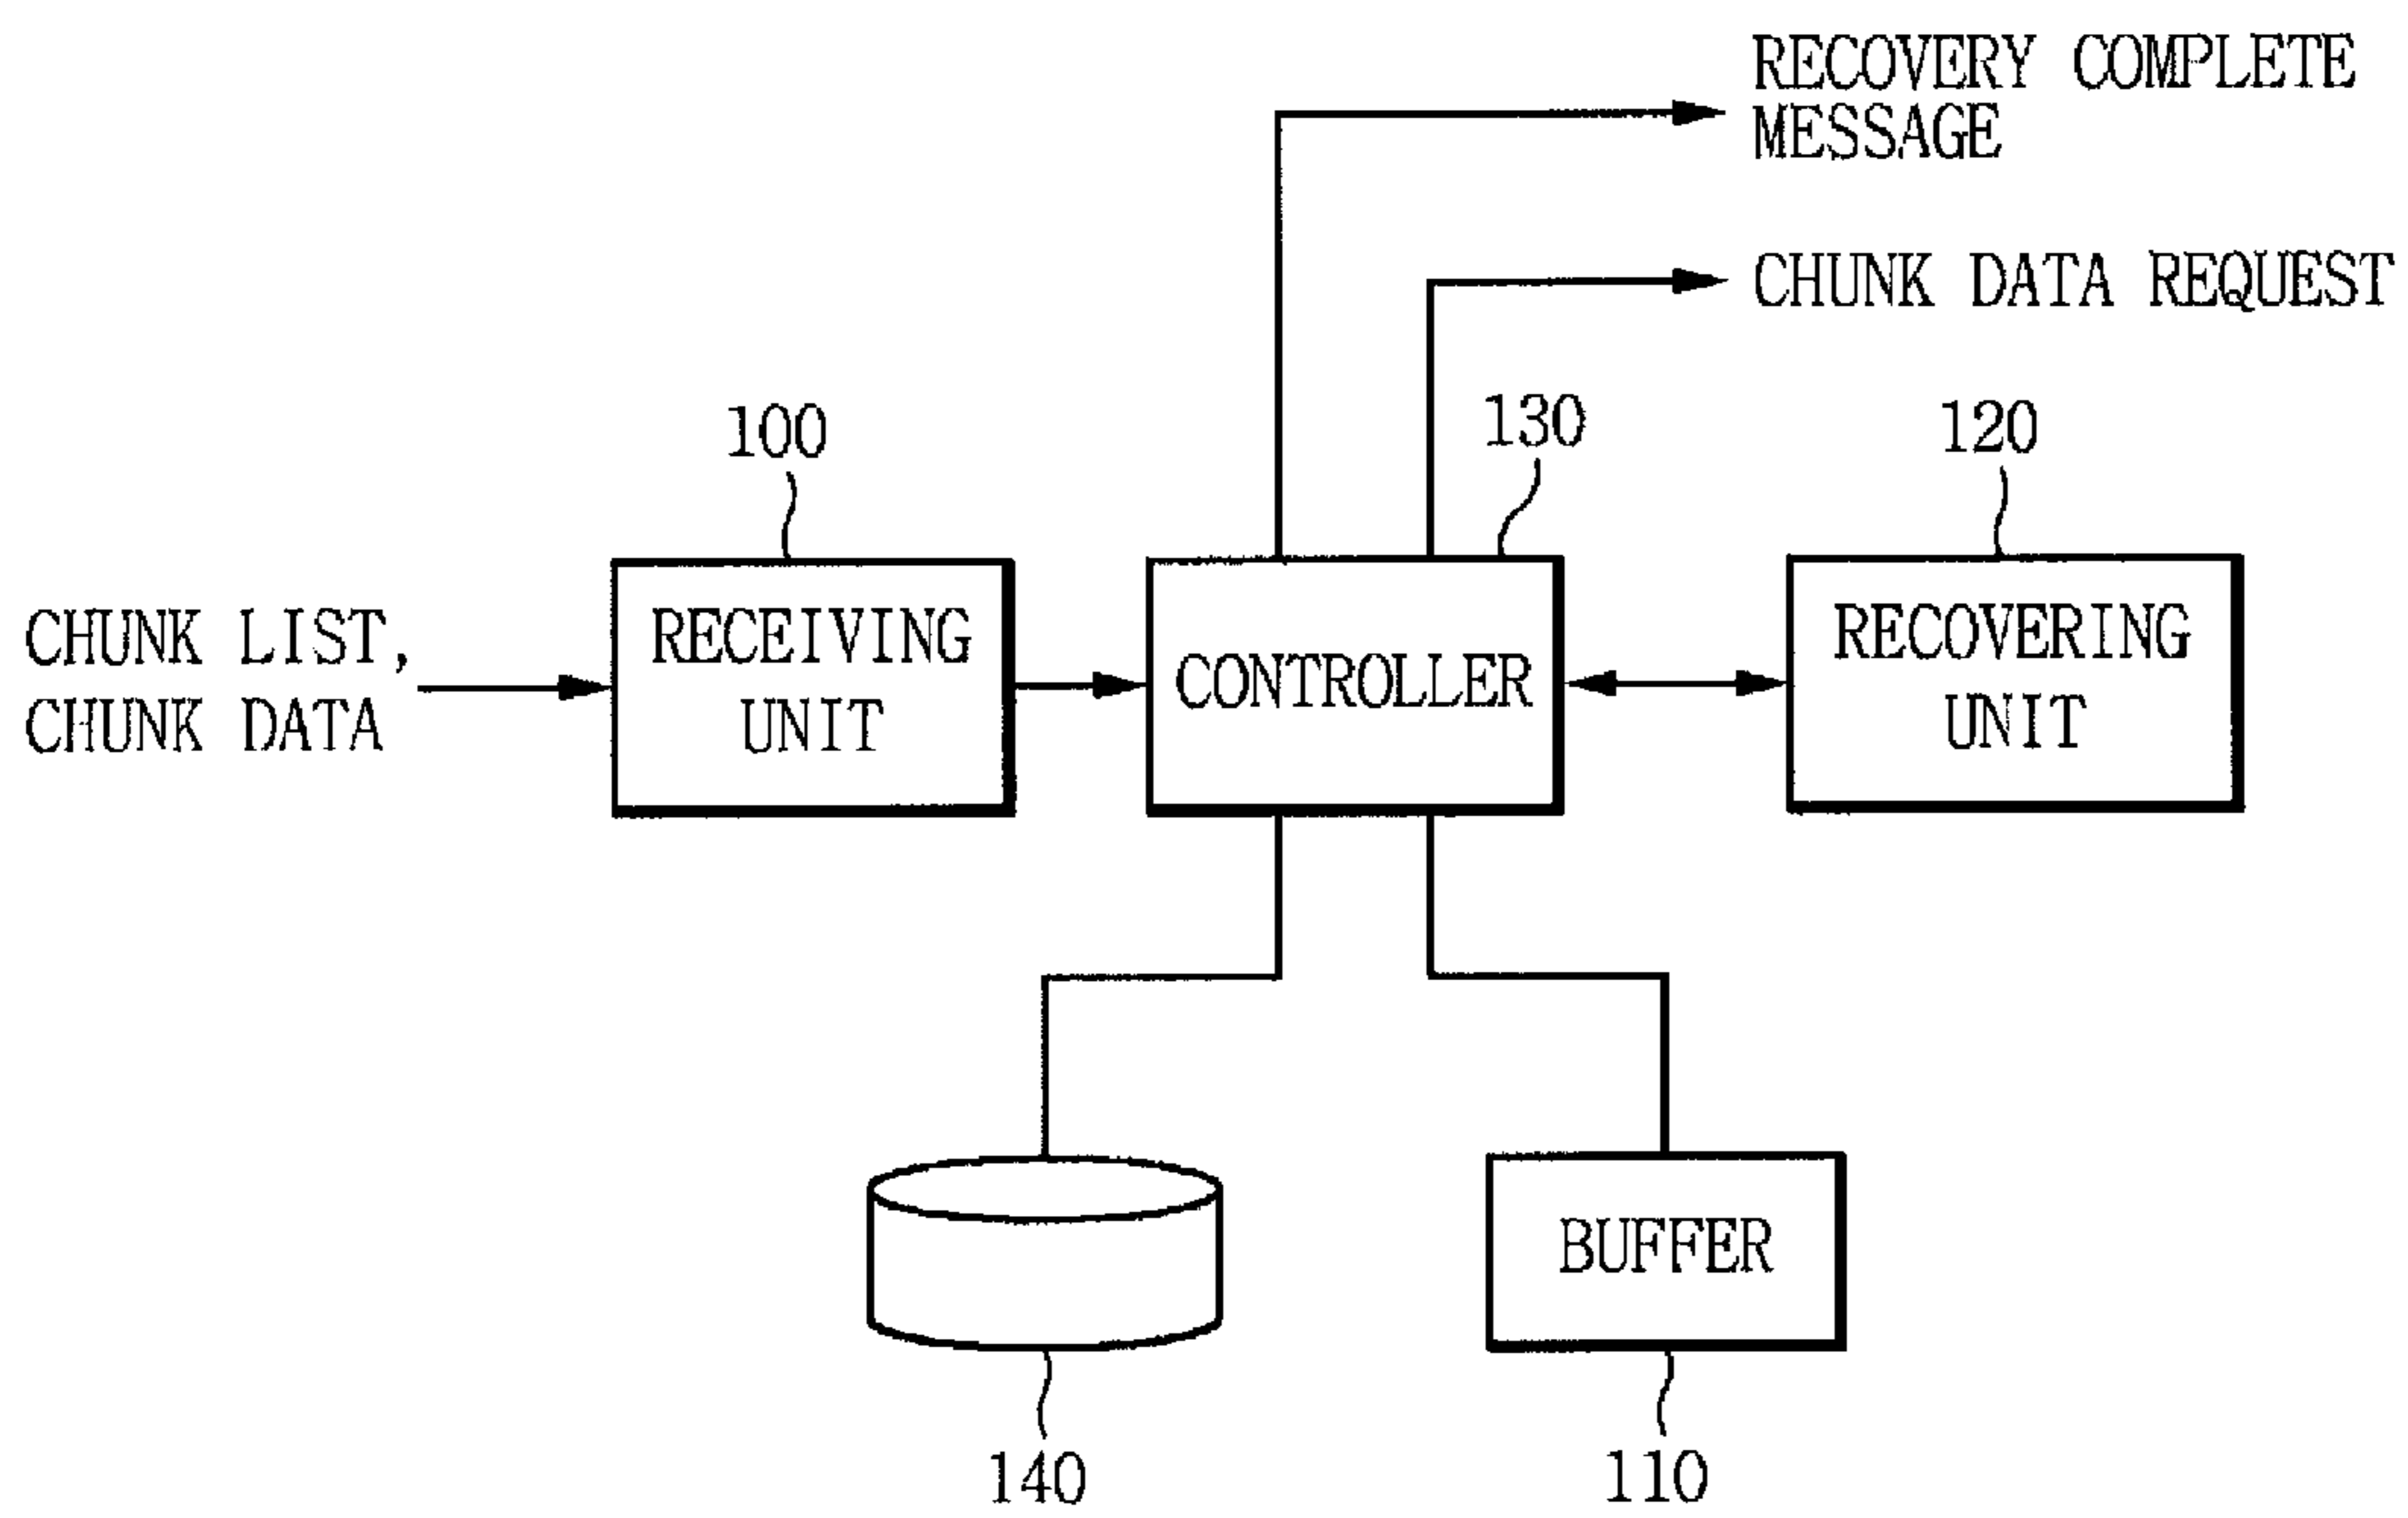 RECOVERY COMPLETE
MESSAGE
CHUNK DATA REQUEST
100
130
120
CHUNK LIST,
CHUNK DATA
RECEIVING
UNIT
CONTROLLER
RECOVERING
UNIT
BUFFER
140
110